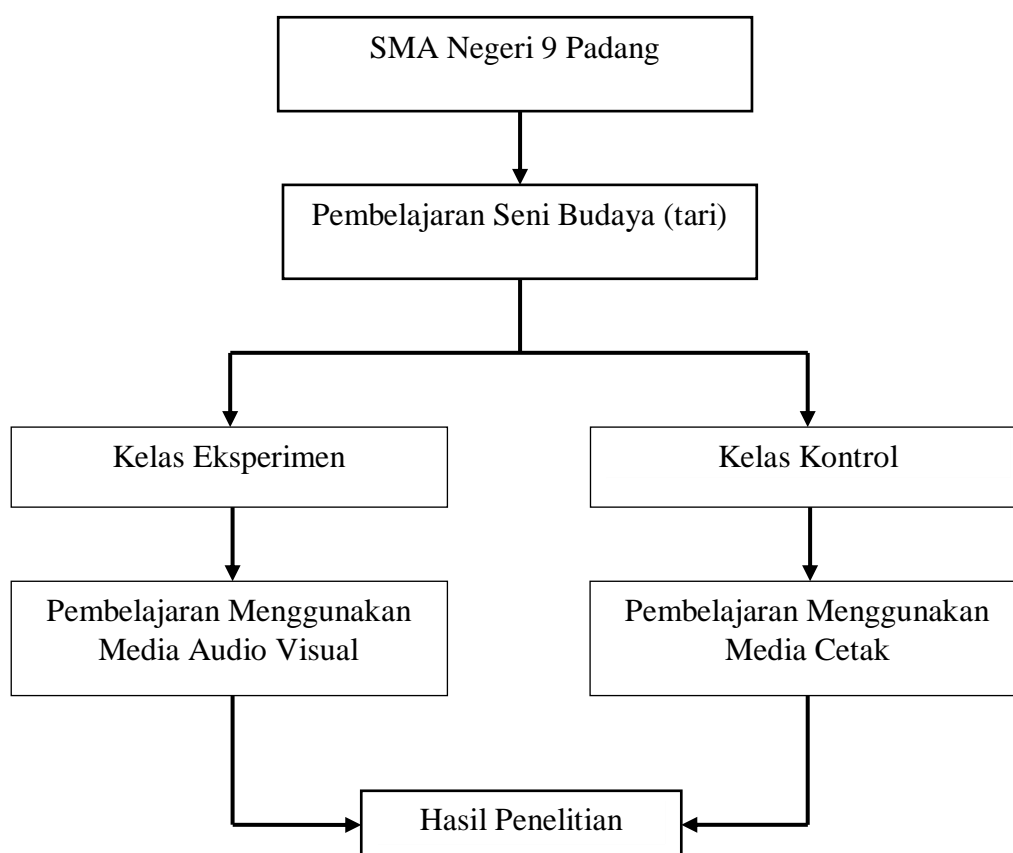 SMA Negeri 9 Padang
Pembelajaran Seni Budaya (tari)
Kelas Eksperimen
Kelas Kontrol
Pembelajaran Menggunakan
Media Audio Visual
Pembelajaran Menggunakan
Media Cetak
Hasil Penelitian